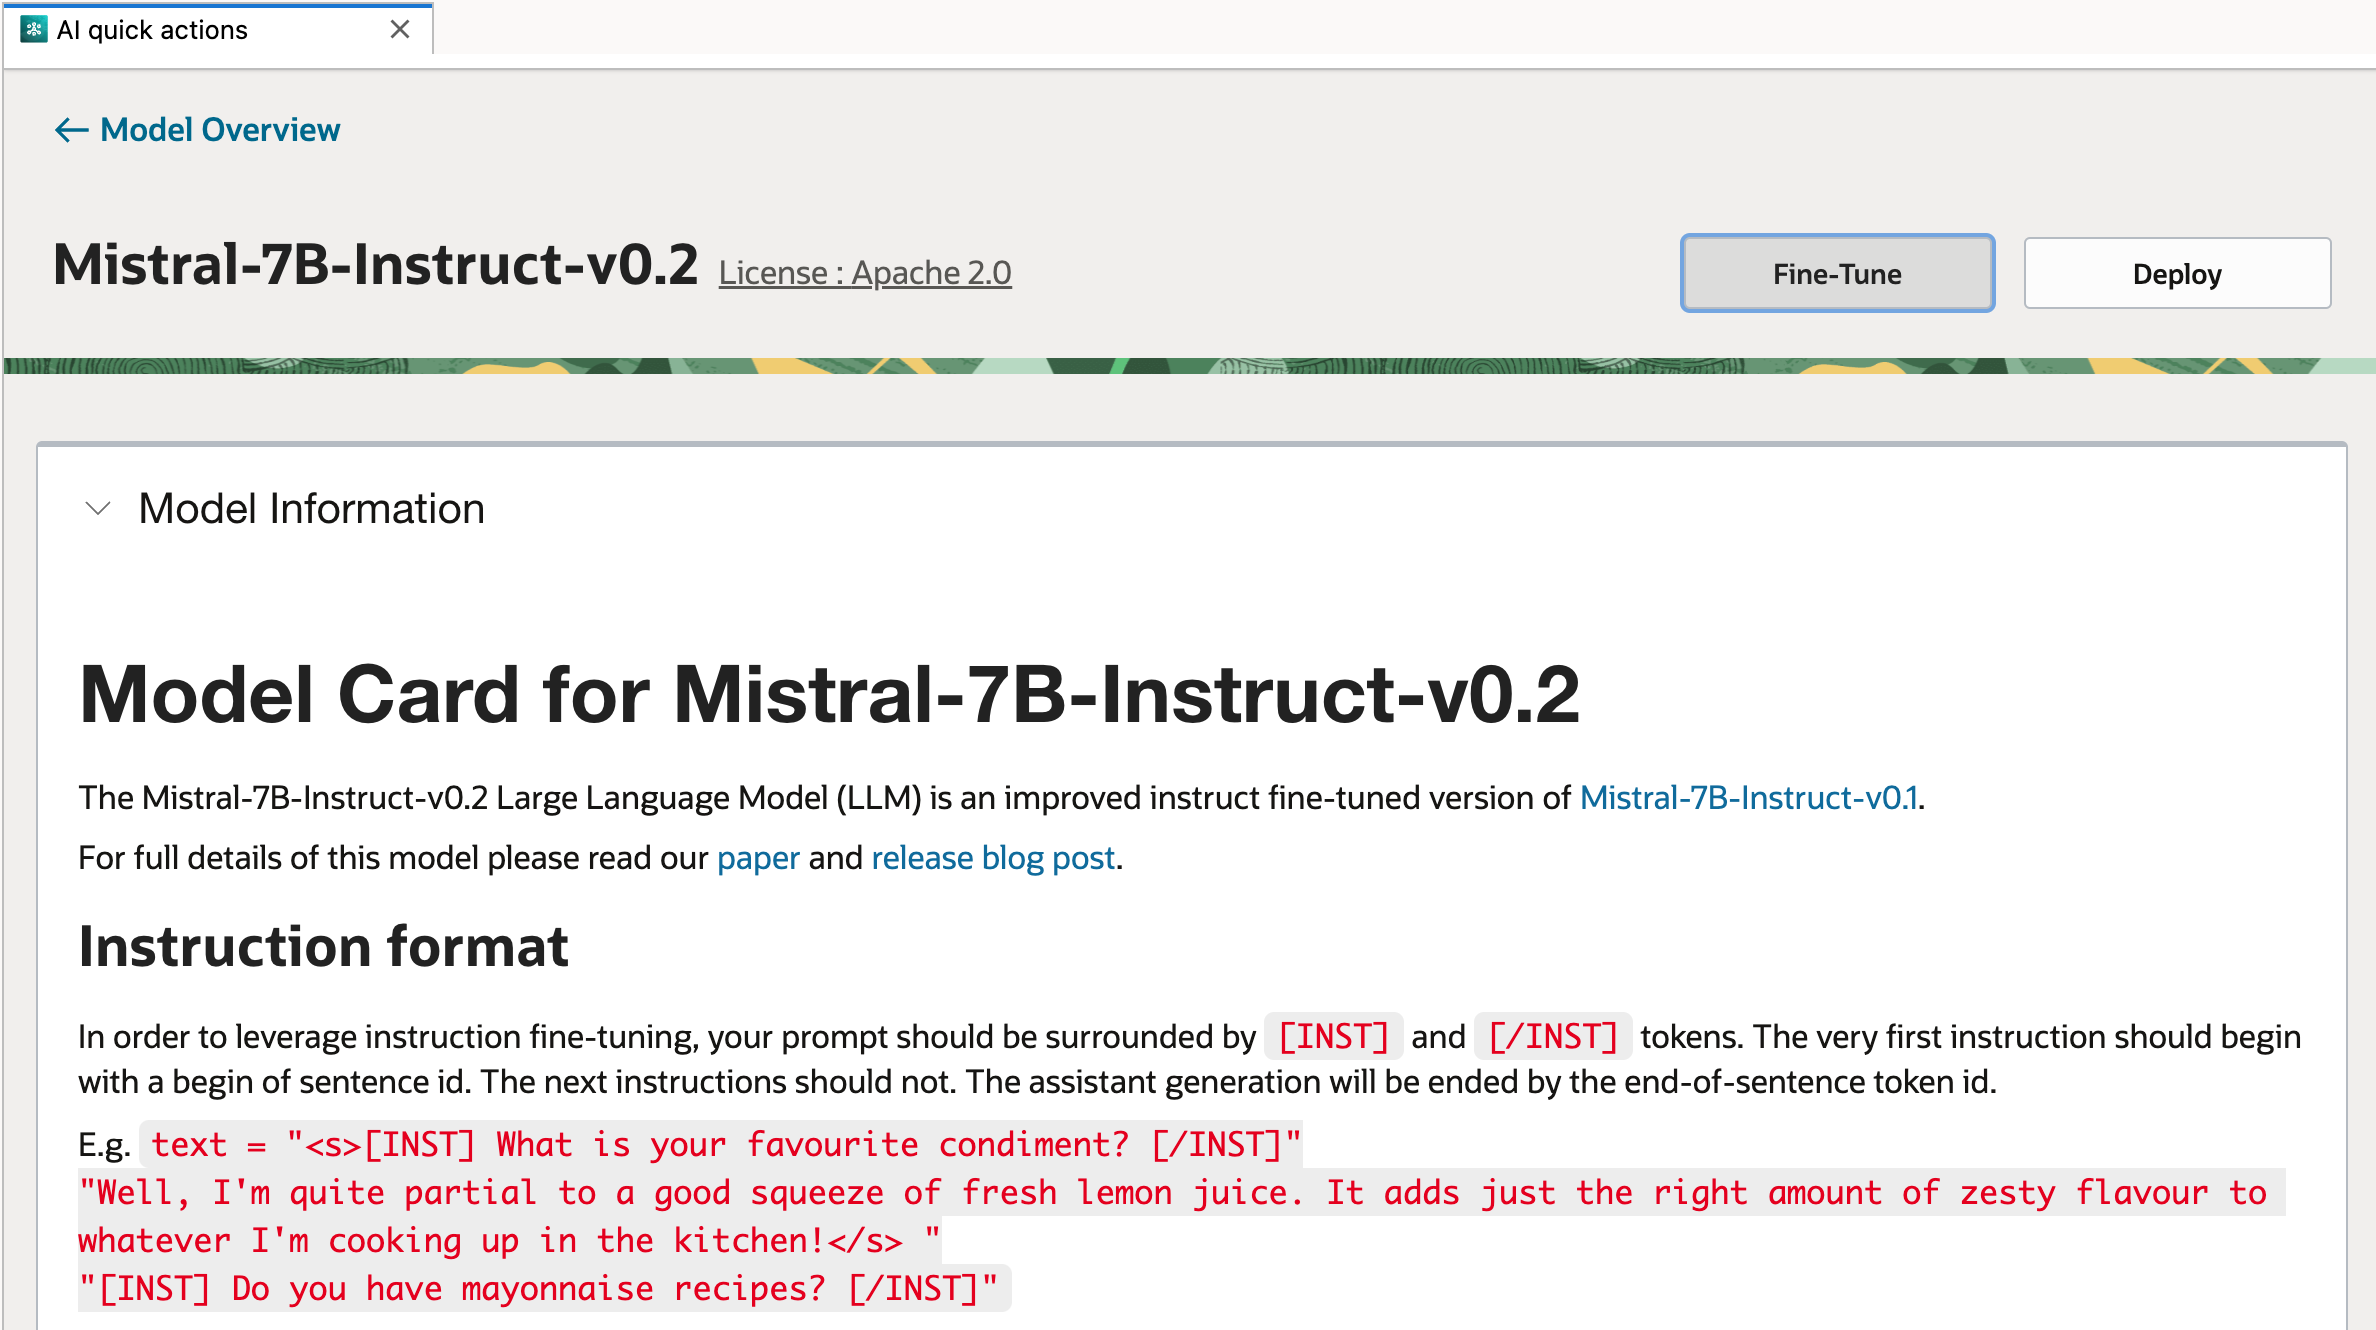 AI quick actions
Model Overview
Mistral-7B-Instruct-v0.2 License : Apache 2.0
Fine-Tune
Deploy
Model Information
Model Card for Mistral-7B-Instruct-v0.2
The Mistral-7B-Instruct-v0.2 Large Language Model (LLM) is an improved instruct fine-tuned version of Mistral-7B-Instruct-v0.1.
For full details of this model please read our paper and release blog post.
Instruction format
In order to leverage instruction fine-tuning, your prompt should be surrounded by [INST] and [/INST] tokens. The very first instruction should begin
with a begin of sentence id. The next instructions should not. The assistant generation will be ended by the end-of-sentence token id.
E.g. text = "<s>[INST] What is your favourite condiment? [/INST]"
"Well, I'm quite partial to a good squeeze of fresh lemon juice. It adds just the right amount of zesty flavour to
whatever I'm cooking up in the kitchen!</s> "
"[INST] Do you have mayonnaise recipes? [/INST]"